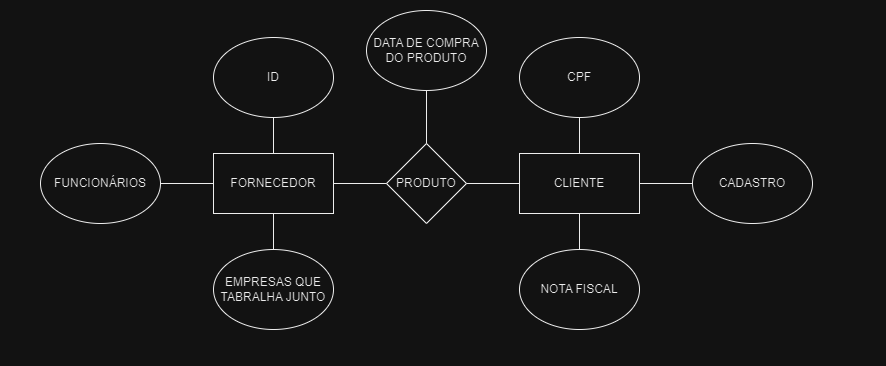 DATA DE COMPRA
DO PRODUTO
ID
CPF
FUNCIONÁRIOS
FORNECEDOR
PRODUTO
CLIENTE
CADASTRO
EMPRESAS QUE
TABRALHA JUNTO
NOTA FISCAL